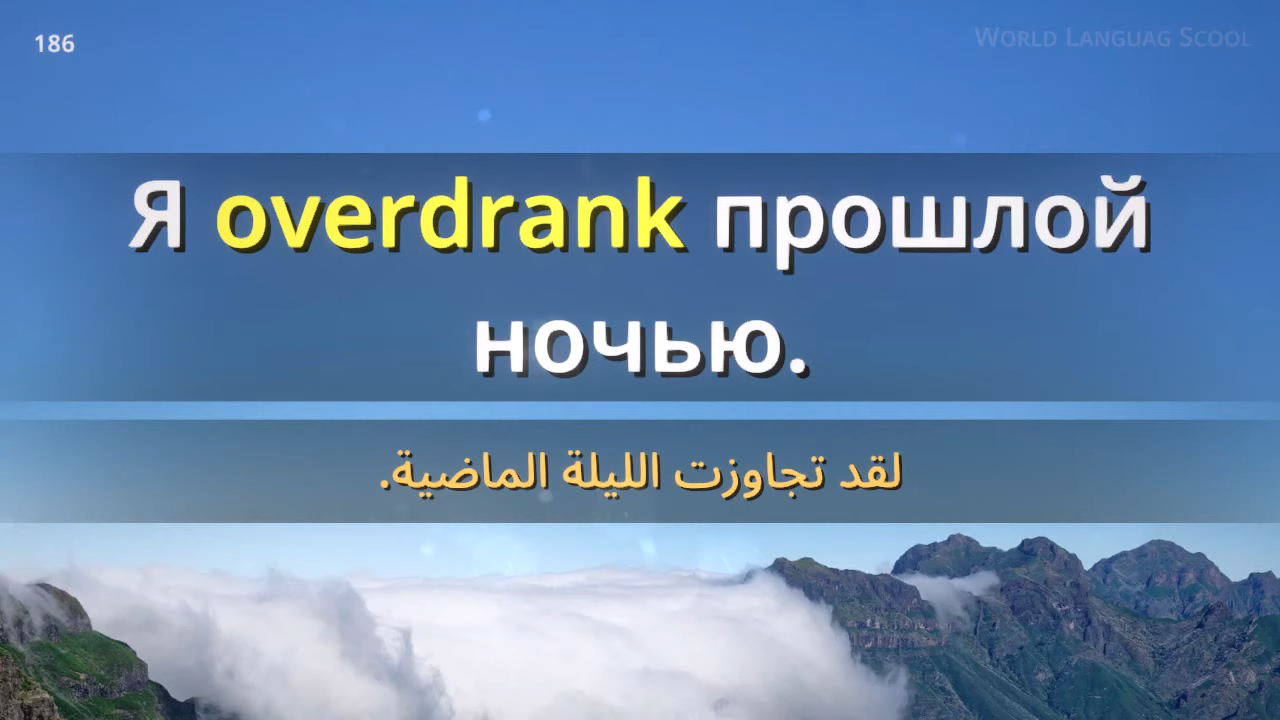 186
WORLD LANGUAG SCOOL
Я overdrank прошлой
ночью.
لقد تجاوزت الليلة الماضية.